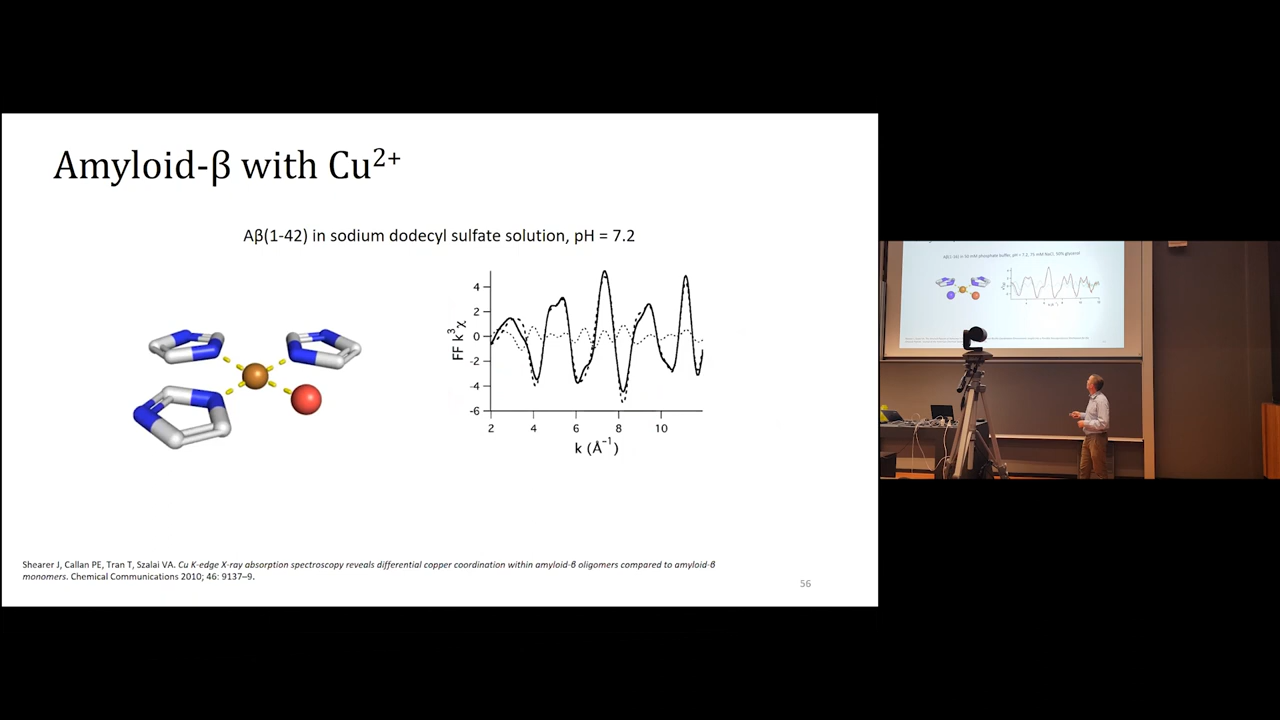 Amyloid-β with Cu²⁺
Aβ(1-42) in sodium dodecyl sulfate solution, pH = 7.2
FF k³χ
4
2
0
-2
-4
-6
2 4 6 8 10
k (Å⁻¹)
Shearer J, Callan PE, Tran T, Szalai VA. Cu K-edge X-ray absorption spectroscopy reveals differential copper coordination within amyloid-β oligomers compared to amyloid-β
monomers. Chemical Communications 2010; 46: 9137–9.
56